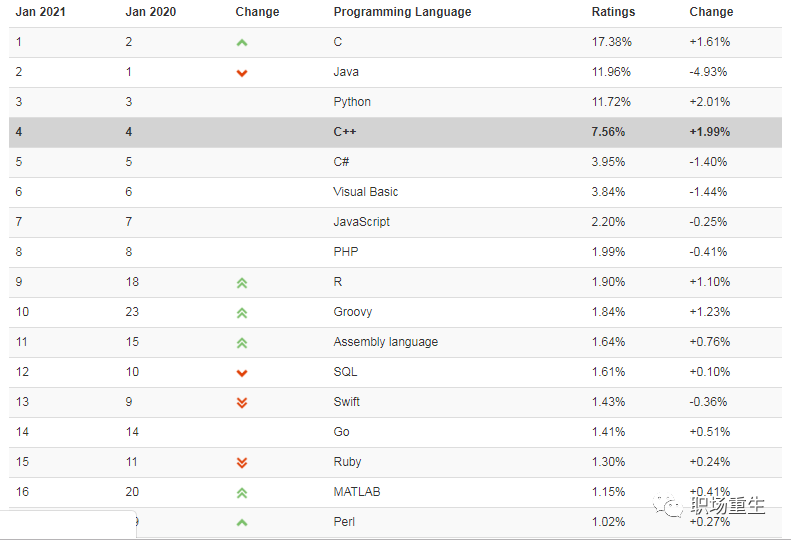 Jan 2021 Jan 2020 Change Programming Language Ratings Change
1 2 C 17.38% +1.61%
2 1 Java 11.96% -4.93%
3 3 Python 11.72% +2.01%
4 4 C++ 7.56% +1.99%
5 5 C# 3.95% -1.40%
6 6 Visual Basic 3.84% -1.44%
7 7 JavaScript 2.20% -0.25%
8 8 PHP 1.99% -0.41%
9 18 R 1.90% +1.10%
10 23 Groovy 1.84% +1.23%
11 15 Assembly language 1.64% +0.76%
12 10 SQL 1.61% +0.10%
13 9 Swift 1.43% -0.36%
14 14 Go 1.41% +0.51%
15 11 Ruby 1.30% +0.24%
16 20 MATLAB 1.15% +0.41%
职场重生
Perl 1.02% +0.27%